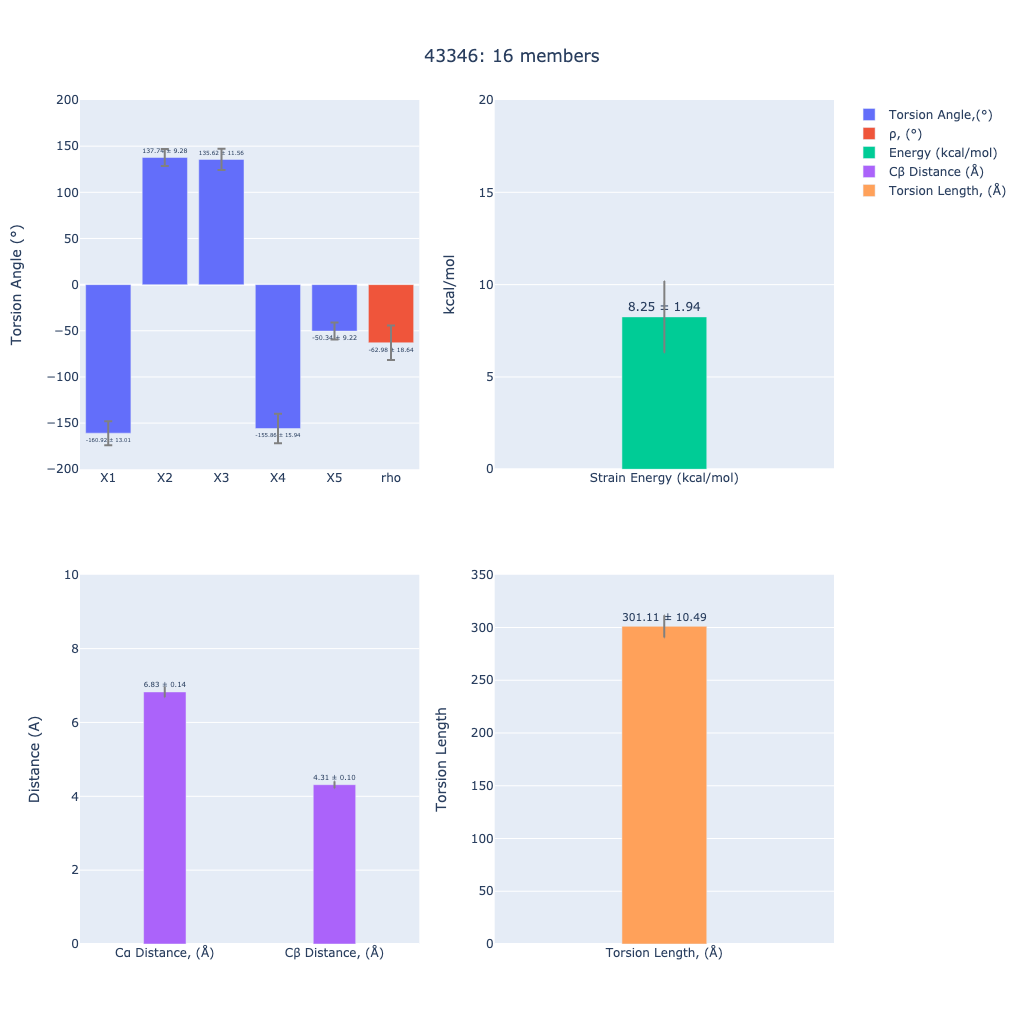 43346: 16 members
Torsion Angle (°)
200
150
100
50
0
−50
−100
−150
−200
-160.92 ± 13.01
137.74 ± 9.28
135.62 ± 11.56
-155.86 ± 15.94
-50.34 ± 9.22
-62.98 ± 18.64
X1 X2 X3 X4 X5 rho
kcal/mol
20
15
10
5
0
8.25 ± 1.94
Strain Energy (kcal/mol)
Torsion Angle,(°)
ρ, (°)
Energy (kcal/mol)
Cβ Distance (Å)
Torsion Length, (Å)
Distance (A)
10
8
6
4
2
0
6.83 ± 0.14
4.31 ± 0.10
Cα Distance, (Å) Cβ Distance, (Å)
Torsion Length
350
300
250
200
150
100
50
0
301.11 ± 10.49
Torsion Length, (Å)